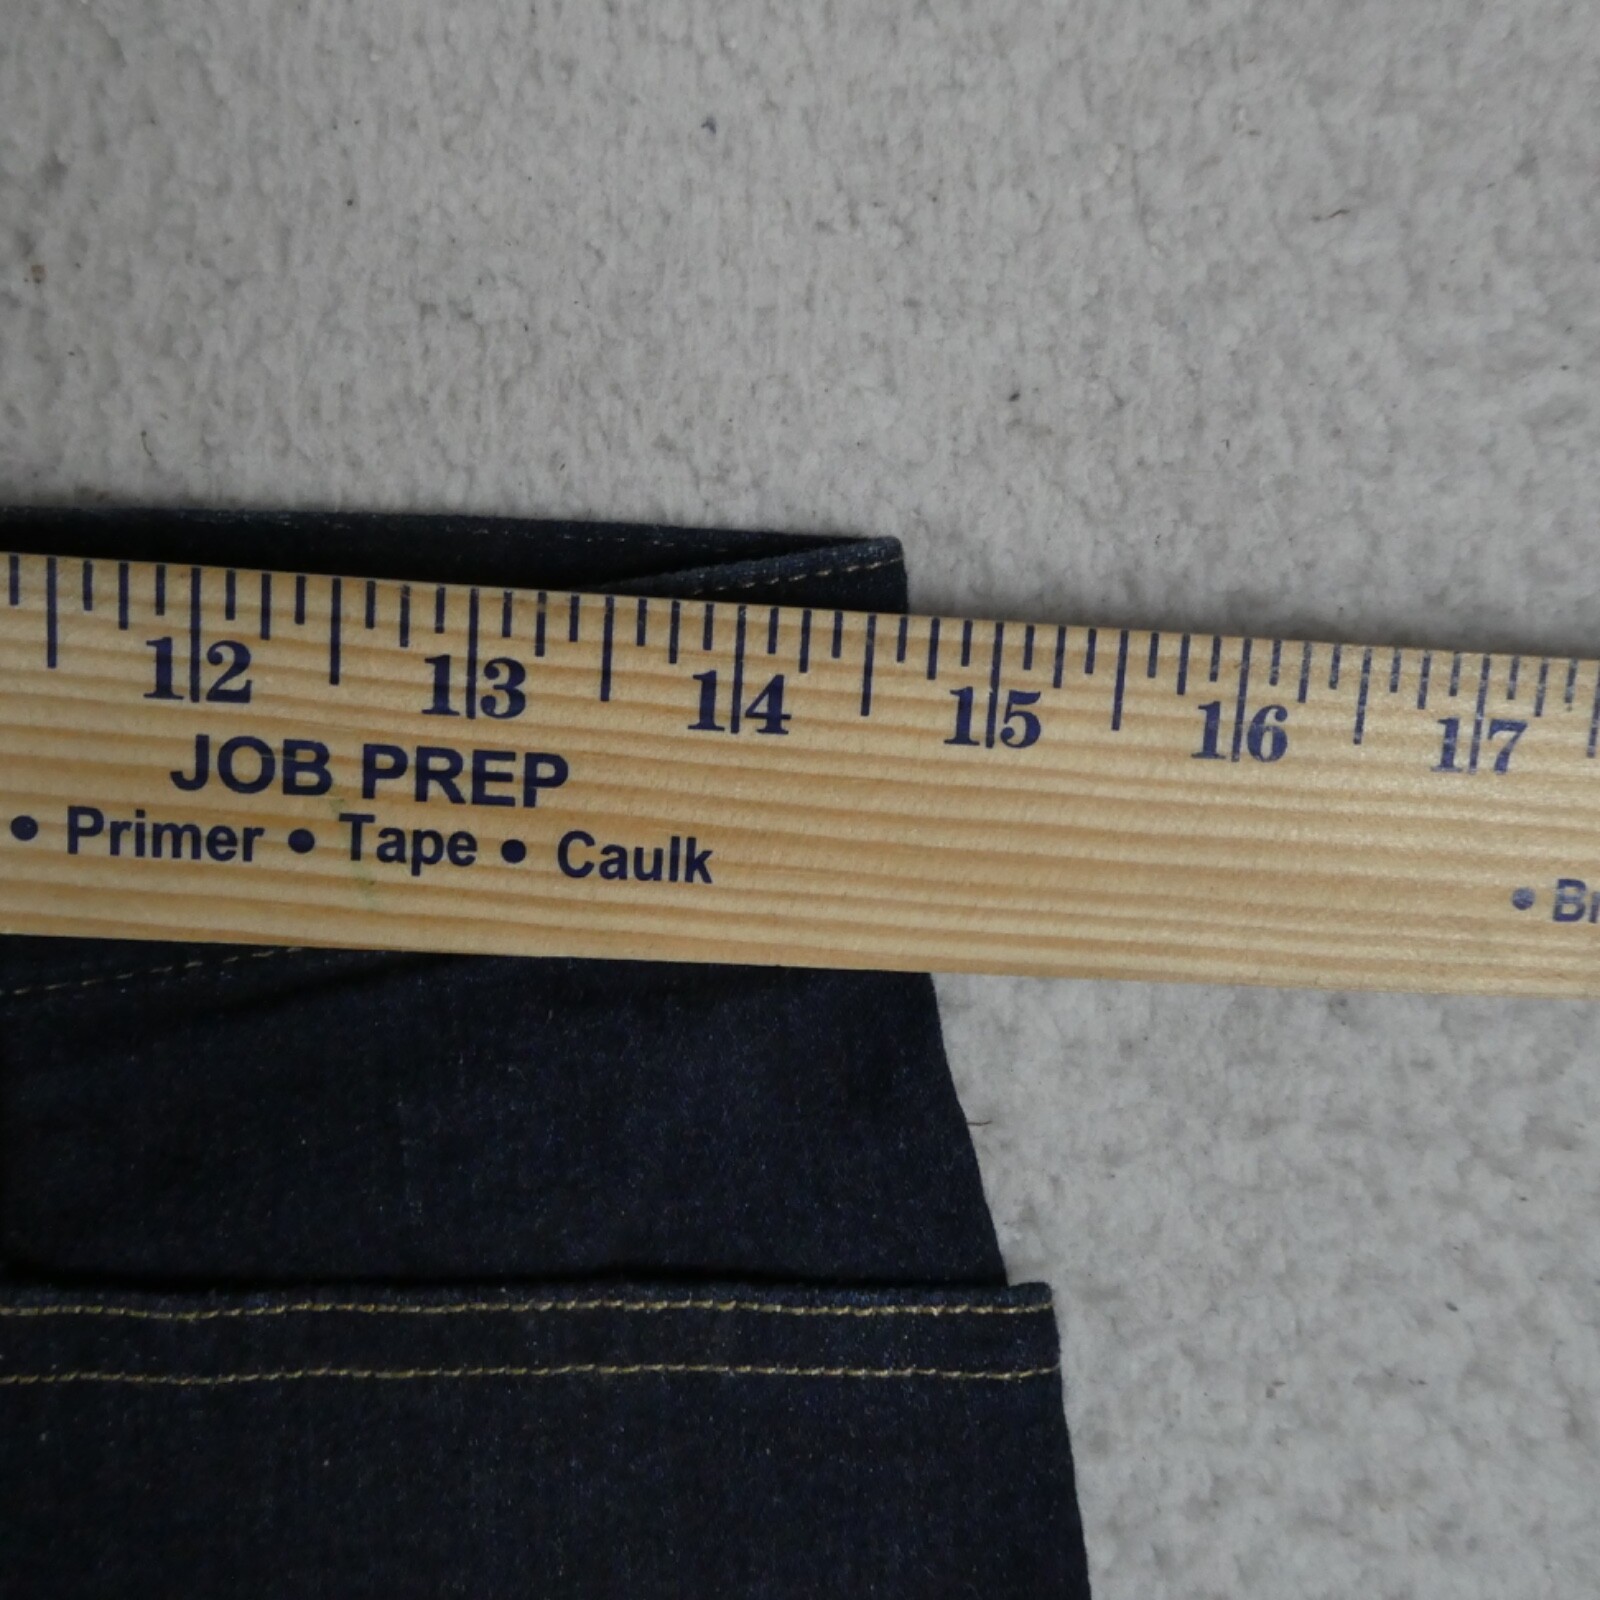 12 13 14 15 16 17
JOB PREP
• Primer • Tape • Caulk